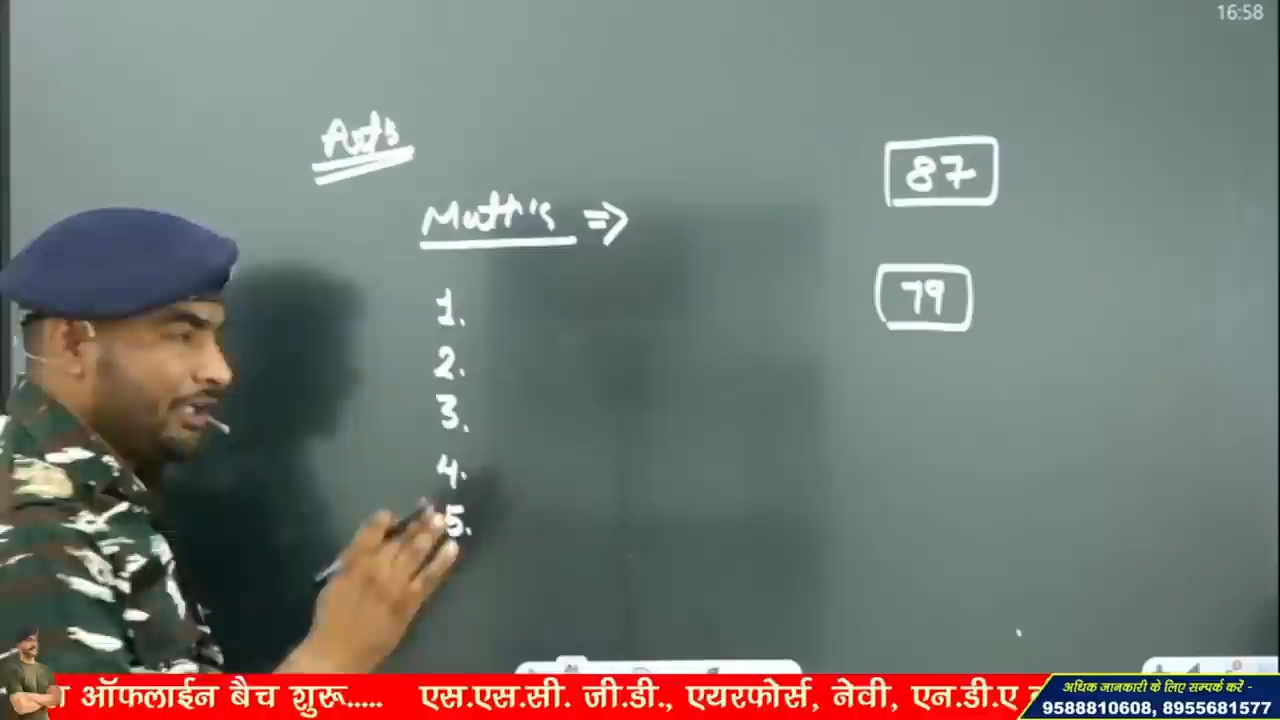 16:58
Arts
87
Math's =>
79
1.
2.
3.
4.
5.
ऑफलाईन बैच शुरू..... एस.एस.सी. जी.डी., एयरफोर्स, नेवी, एन.डी.ए
अधिक जानकारी के लिए सम्पर्क करें -
9588810608, 8955681577